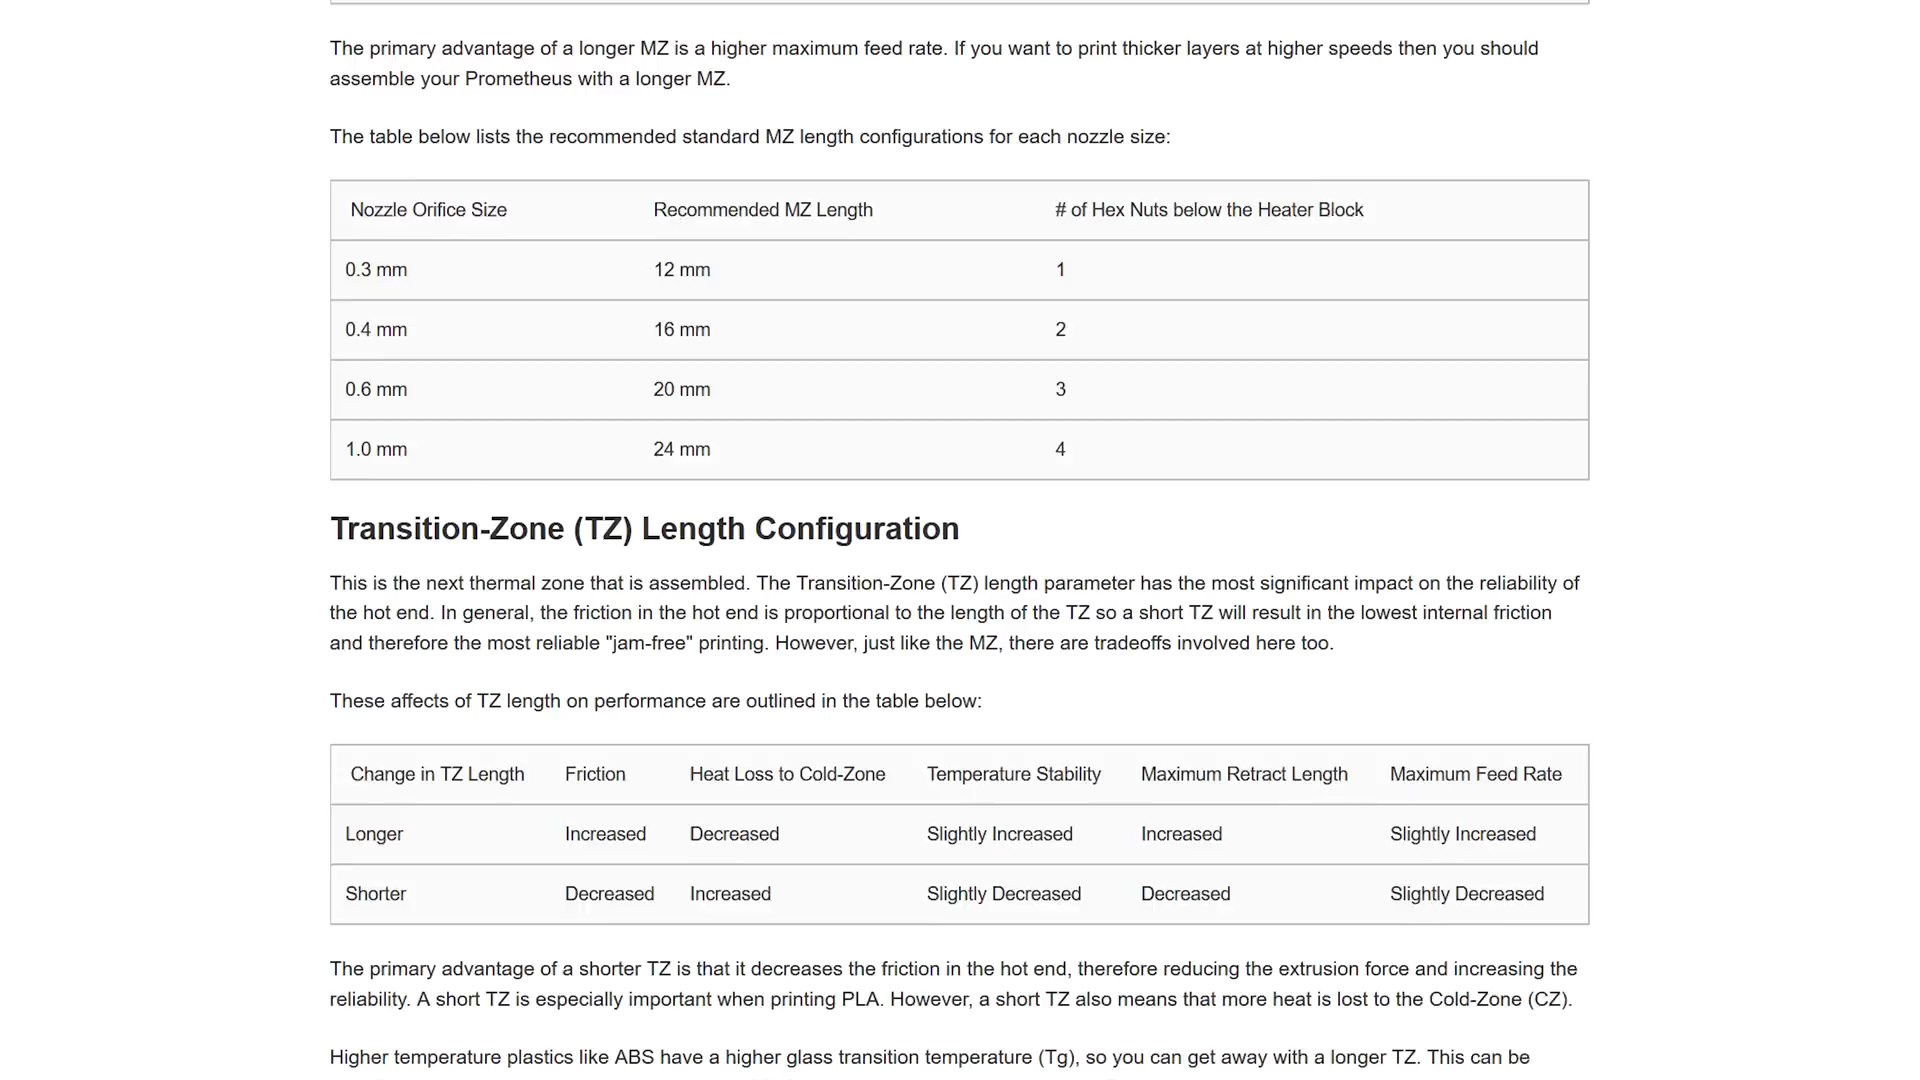 The primary advantage of a longer MZ is a higher maximum feed rate. If you want to print thicker layers at higher speeds then you should
assemble your Prometheus with a longer MZ.
The table below lists the recommended standard MZ length configurations for each nozzle size:
Nozzle Orifice Size Recommended MZ Length # of Hex Nuts below the Heater Block
0.3 mm 12 mm 1
0.4 mm 16 mm 2
0.6 mm 20 mm 3
1.0 mm 24 mm 4
Transition-Zone (TZ) Length Configuration
This is the next thermal zone that is assembled. The Transition-Zone (TZ) length parameter has the most significant impact on the reliability of
the hot end. In general, the friction in the hot end is proportional to the length of the TZ so a short TZ will result in the lowest internal friction
and therefore the most reliable "jam-free" printing. However, just like the MZ, there are tradeoffs involved here too.
These affects of TZ length on performance are outlined in the table below:
Change in TZ Length Friction Heat Loss to Cold-Zone Temperature Stability Maximum Retract Length Maximum Feed Rate
Longer Increased Decreased Slightly Increased Increased Slightly Increased
Shorter Decreased Increased Slightly Decreased Decreased Slightly Decreased
The primary advantage of a shorter TZ is that it decreases the friction in the hot end, therefore reducing the extrusion force and increasing the
reliability. A short TZ is especially important when printing PLA. However, a short TZ also means that more heat is lost to the Cold-Zone (CZ).
Higher temperature plastics like ABS have a higher glass transition temperature (Tg), so you can get away with a longer TZ. This can be